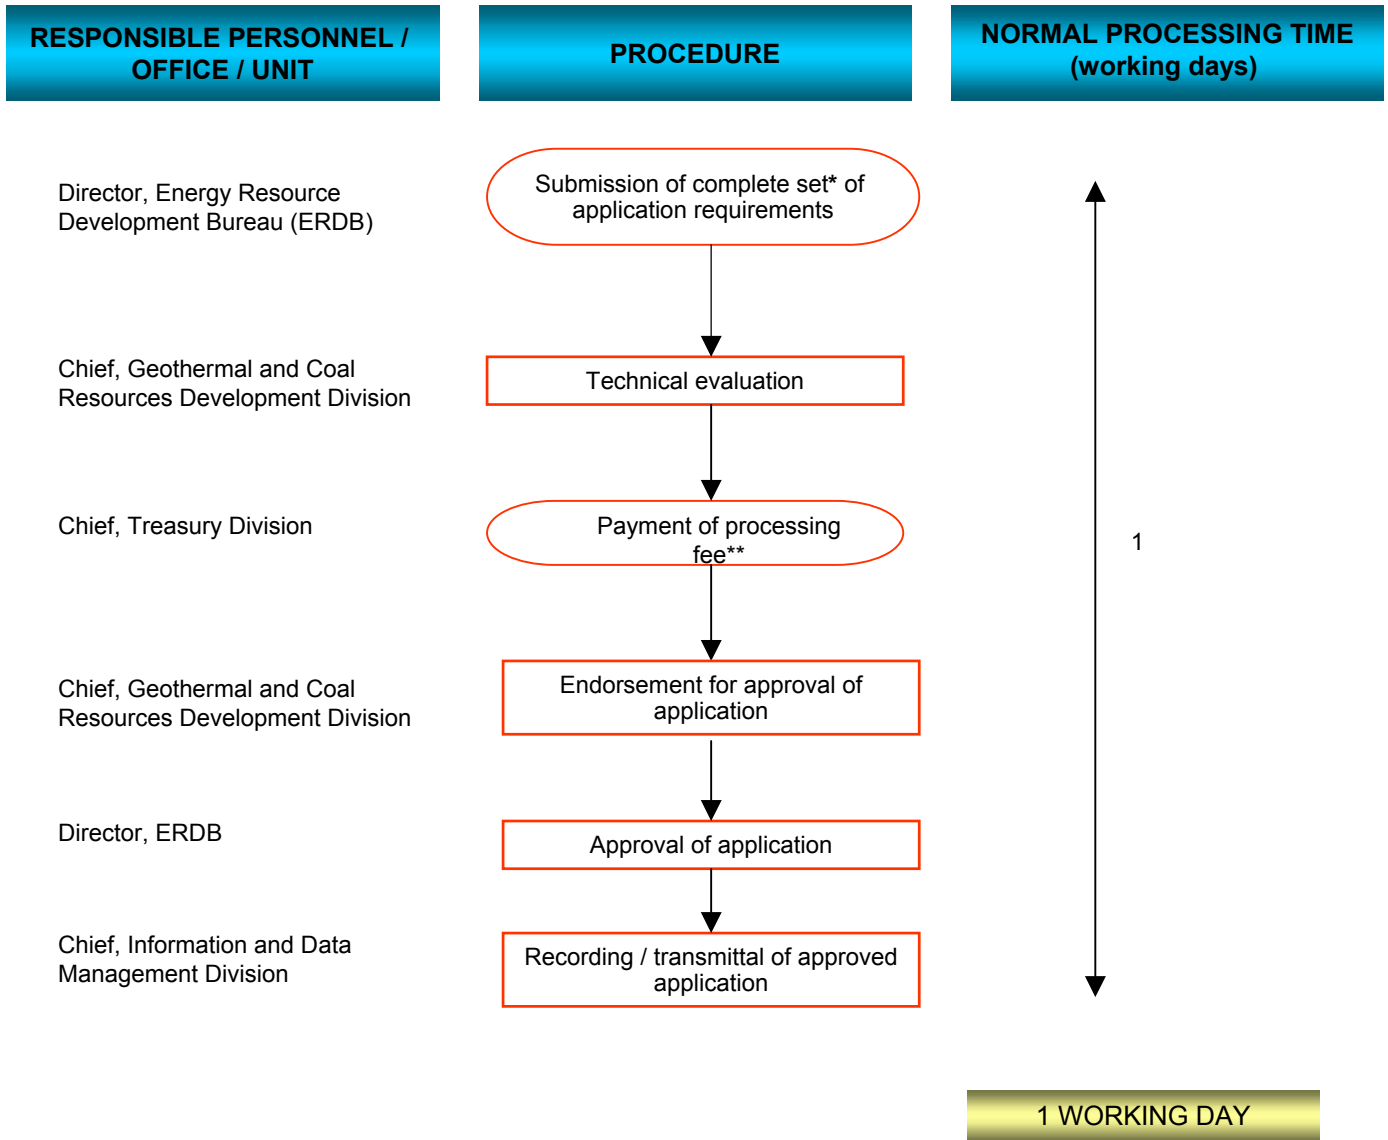 RESPONSIBLE PERSONNEL /
OFFICE / UNIT
PROCEDURE
NORMAL PROCESSING TIME
(working days)
Director, Energy Resource
Development Bureau (ERDB)
Submission of complete set* of
application requirements
Chief, Geothermal and Coal
Resources Development Division
Technical evaluation
Chief, Treasury Division
Payment of processing
fee**
1
Chief, Geothermal and Coal
Resources Development Division
Endorsement for approval of
application
Director, ERDB
Approval of application
Chief, Information and Data
Management Division
Recording / transmittal of approved
application
1 WORKING DAY